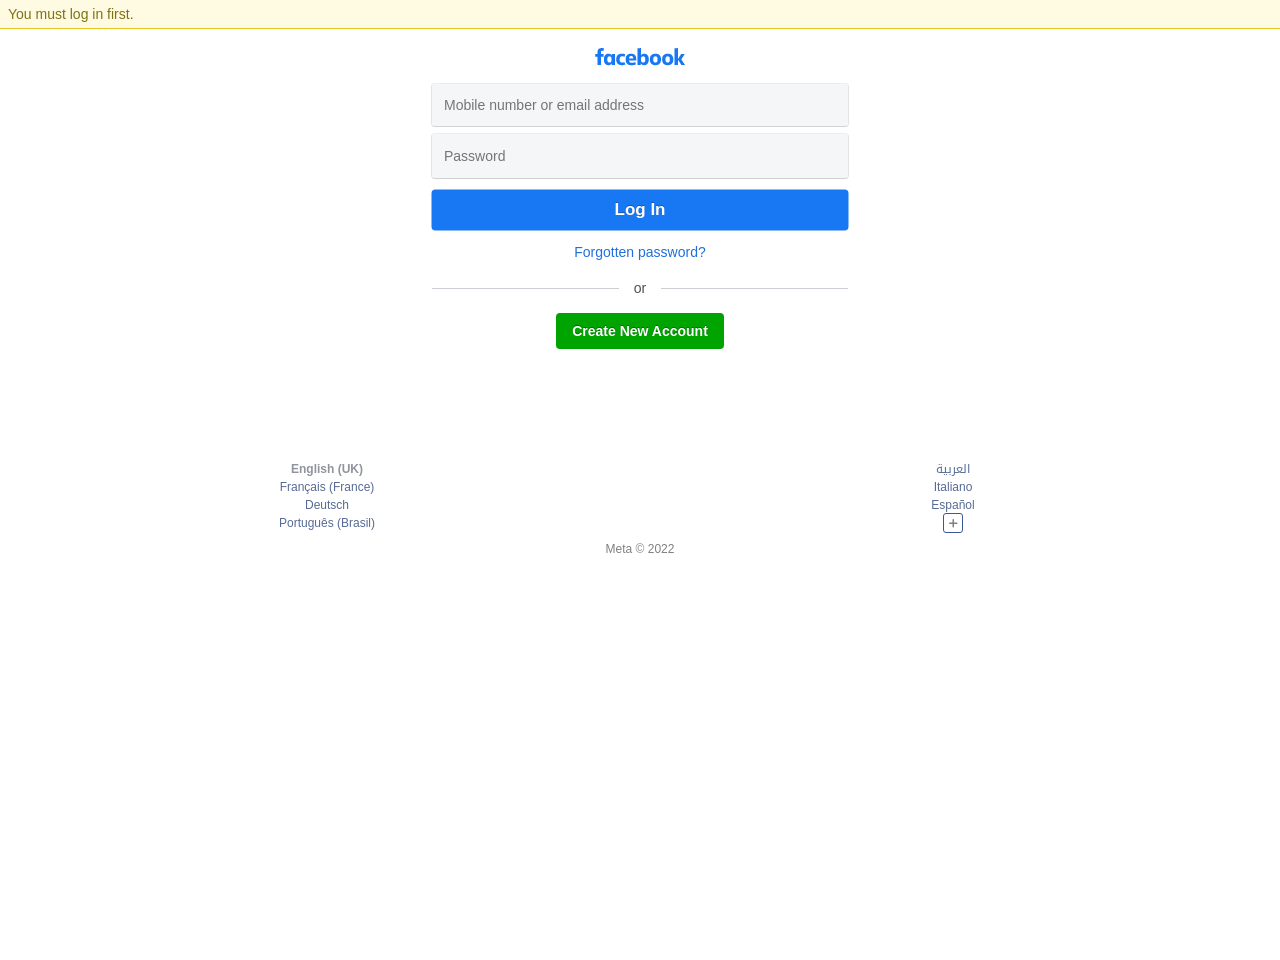 You must log in first.
facebook
Mobile number or email address
Password
Log In
Forgotten password?
or
Create New Account
English (UK)
Français (France)
Deutsch
Português (Brasil)
العربية
Italiano
Español
Meta © 2022